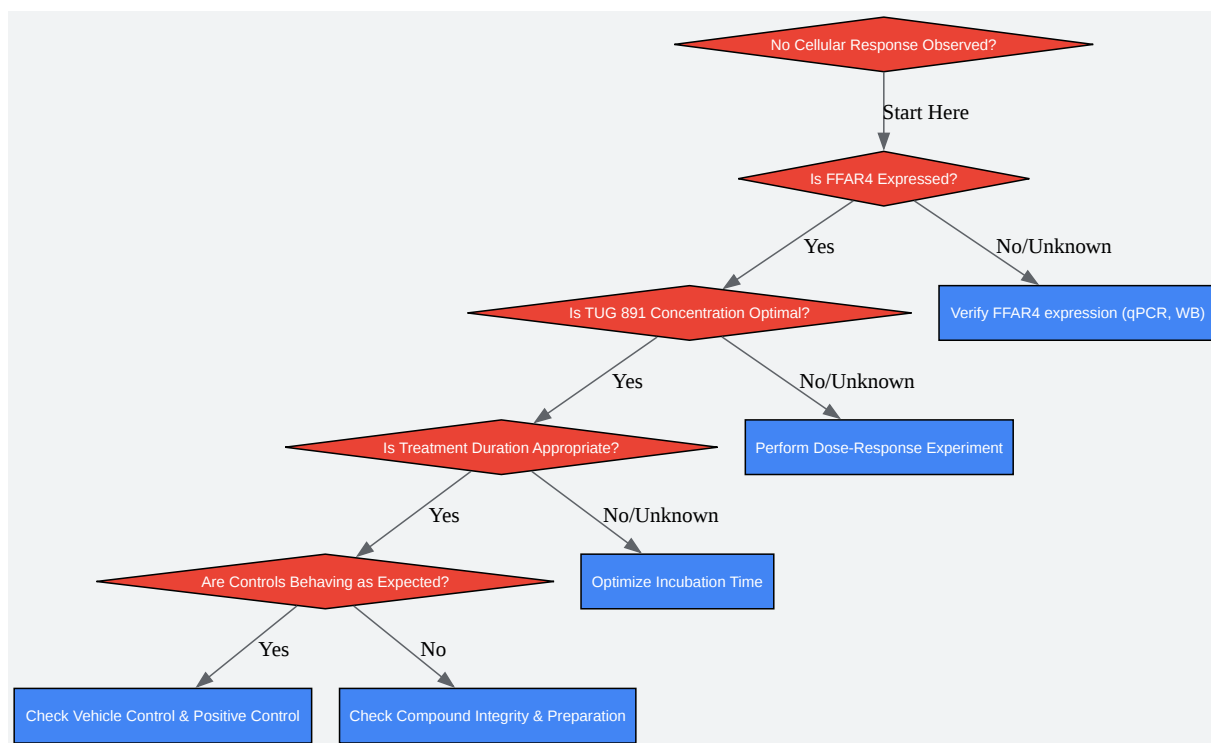 No Cellular Response Observed?
Start Here
Is FFAR4 Expressed?
Yes
No/Unknown
Is TUG 891 Concentration Optimal?
Verify FFAR4 expression (qPCR, WB)
Yes
No/Unknown
Is Treatment Duration Appropriate?
Perform Dose-Response Experiment
Yes
No/Unknown
Are Controls Behaving as Expected?
Optimize Incubation Time
Yes
No
Check Vehicle Control & Positive Control
Check Compound Integrity & Preparation